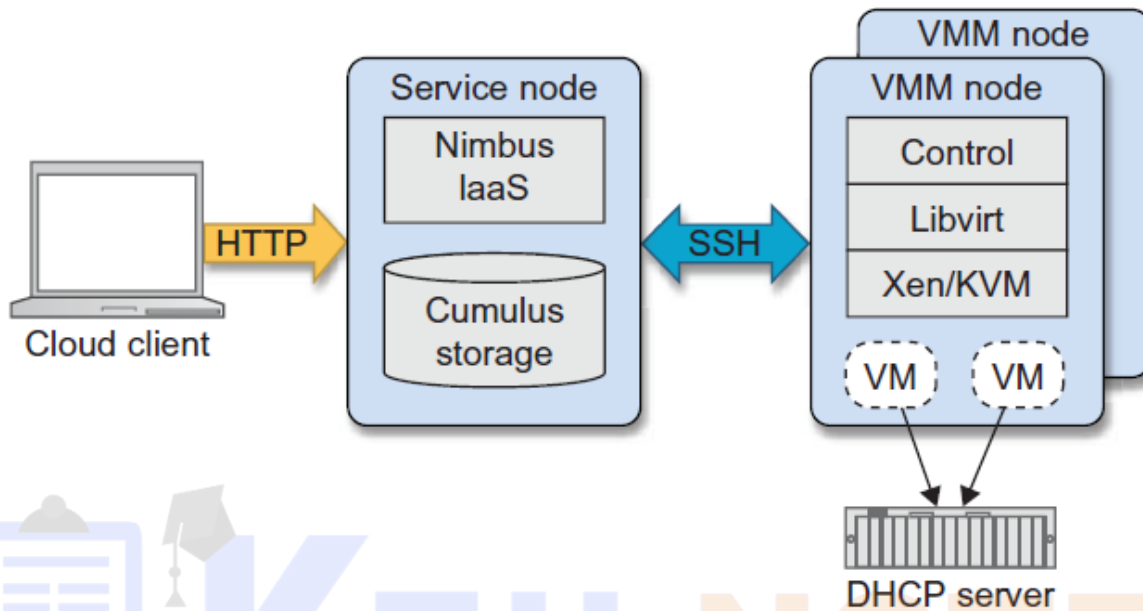 VMM node
Service node
VMM node
Nimbus
IaaS
Control
Libvirt
Xen/KVM
HTTP
SSH
Cumulus
storage
Cloud client
VM
VM
DHCP server